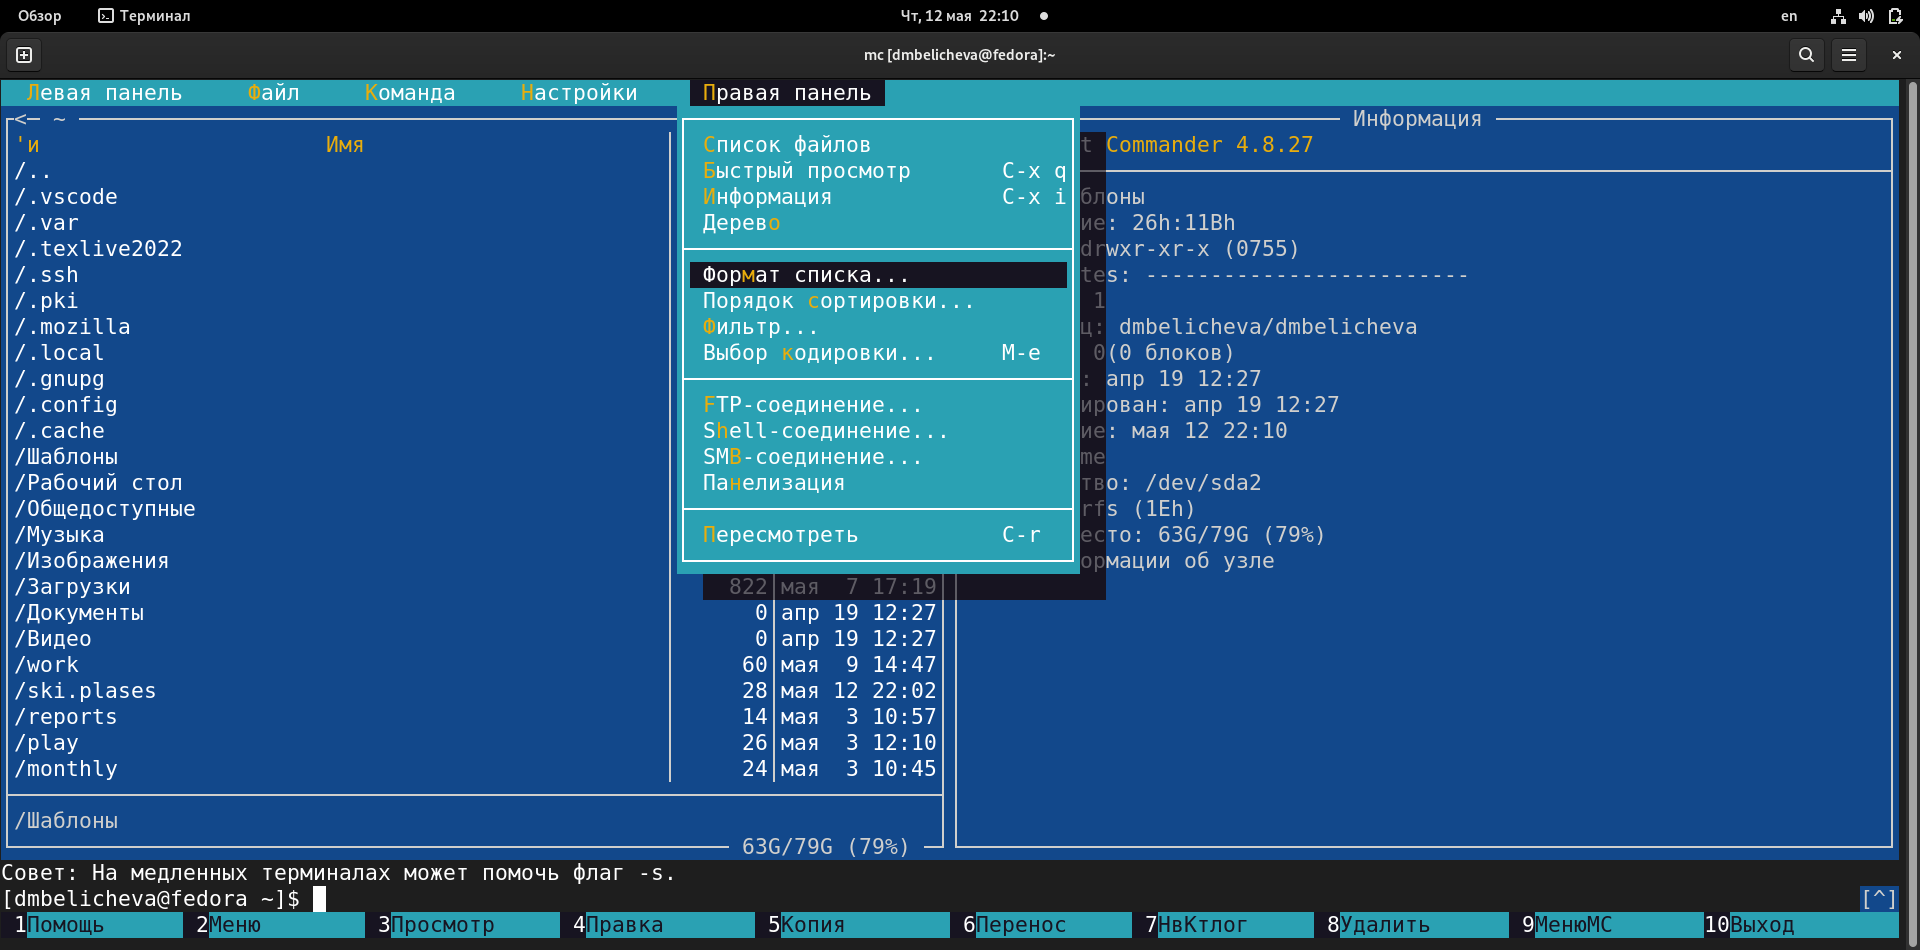 Обзор Терминал Чт, 12 мая 22:10 en
mc [dmbelicheva@fedora]:~
Левая панель Файл Команда Настройки Правая панель
<─ ~ Информация
'и Имя
t Commander 4.8.27
/..
/.vscode
/.var
/.texlive2022
/.ssh
/.pki
/.mozilla
/.local
/.gnupg
/.config
/.cache
/Шаблоны
/Рабочий стол
/Общедоступные
/Музыка
/Изображения
/Загрузки 822 мая 7 17:19
/Документы 0 апр 19 12:27
/Видео 0 апр 19 12:27
/work 60 мая 9 14:47
/ski.plases 28 мая 12 22:02
/reports 14 мая 3 10:57
/play 26 мая 3 12:10
/monthly 24 мая 3 10:45
/Шаблоны
63G/79G (79%)
Список файлов
Быстрый просмотр C-x q
Информация C-x i
Дерево
Формат списка...
Порядок сортировки...
Фильтр...
Выбор кодировки... M-e
FTP-соединение...
Shell-соединение...
SMB-соединение...
Панелизация
Пересмотреть C-r
блоны
ие: 26h:11Bh
drwxr-xr-x (0755)
tes: -------------------------
1
ц: dmbelicheva/dmbelicheva
0(0 блоков)
: апр 19 12:27
ирован: апр 19 12:27
ие: мая 12 22:10
me
тво: /dev/sda2
rfs (1Eh)
есто: 63G/79G (79%)
ормации об узле
Совет: На медленных терминалах может помочь флаг -s.
[dmbelicheva@fedora ~]$ [^]
1Помощь 2Меню 3Просмотр 4Правка 5Копия 6Перенос 7НвКтлог 8Удалить 9МенюMC 10Выход